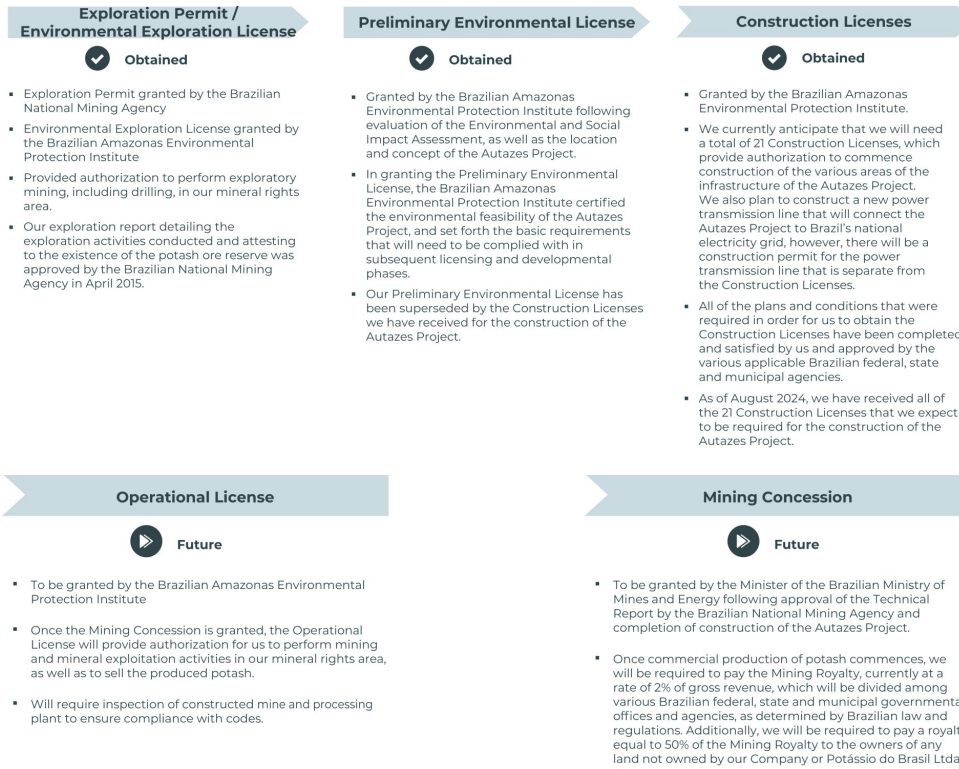 Exploration Permit /
Environmental Exploration License
Obtained
▪ Exploration Permit granted by the Brazilian
National Mining Agency
▪ Environmental Exploration License granted by
the Brazilian Amazonas Environmental
Protection Institute
▪ Provided authorization to perform exploratory
mining, including drilling, in our mineral rights
area.
▪ Our exploration report detailing the
exploration activities conducted and attesting
to the existence of the potash ore reserve was
approved by the Brazilian National Mining
Agency in April 2015.
Preliminary Environmental License
Obtained
▪ Granted by the Brazilian Amazonas
Environmental Protection Institute following
evaluation of the Environmental and Social
Impact Assessment, as well as the location
and concept of the Autazes Project.
▪ In granting the Preliminary Environmental
License, the Brazilian Amazonas
Environmental Protection Institute certified
the environmental feasibility of the Autazes
Project, and set forth the basic requirements
that will need to be complied with in
subsequent licensing and developmental
phases.
▪ Our Preliminary Environmental License has
been superseded by the Construction Licenses
we have received for the construction of the
Autazes Project.
Construction Licenses
Obtained
▪ Granted by the Brazilian Amazonas
Environmental Protection Institute.
▪ We currently anticipate that we will need
a total of 21 Construction Licenses, which
provide authorization to commence
construction of the various areas of the
infrastructure of the Autazes Project.
We also plan to construct a new power
transmission line that will connect the
Autazes Project to Brazil's national
electricity grid, however, there will be a
construction permit for the power
transmission line that is separate from
the Construction Licenses.
▪ All of the plans and conditions that were
required in order for us to obtain the
Construction Licenses have been completed
and satisfied by us and approved by the
various applicable Brazilian federal, state
and municipal agencies.
▪ As of August 2024, we have received all of
the 21 Construction Licenses that we expect
to be required for the construction of the
Autazes Project.
Operational License
Future
▪ To be granted by the Brazilian Amazonas Environmental
Protection Institute
▪ Once the Mining Concession is granted, the Operational
License will provide authorization for us to perform mining
and mineral exploitation activities in our mineral rights area,
as well as to sell the produced potash.
▪ Will require inspection of constructed mine and processing
plant to ensure compliance with codes.
Mining Concession
Future
▪ To be granted by the Minister of the Brazilian Ministry of
Mines and Energy following approval of the Technical
Report by the Brazilian National Mining Agency and
completion of construction of the Autazes Project.
▪ Once commercial production of potash commences, we
will be required to pay the Mining Royalty, currently at a
rate of 2% of gross revenue, which will be divided among
various Brazilian federal, state and municipal governmenta
offices and agencies, as determined by Brazilian law and
regulations. Additionally, we will be required to pay a royalt
equal to 50% of the Mining Royalty to the owners of any
land not owned by our Company or Potássio do Brasil Ltda